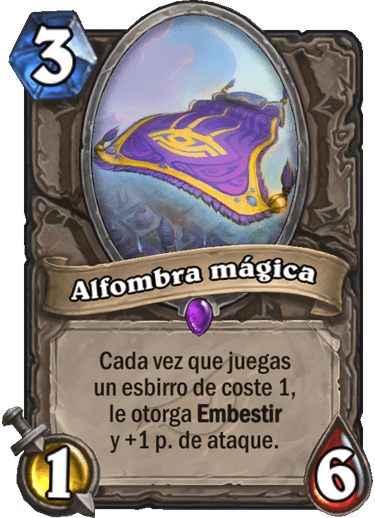 3
Alfombra mágica
Cada vez que juegas
un esbirro de coste 1,
le otorga Embestir
y +1 p. de ataque.
1
6